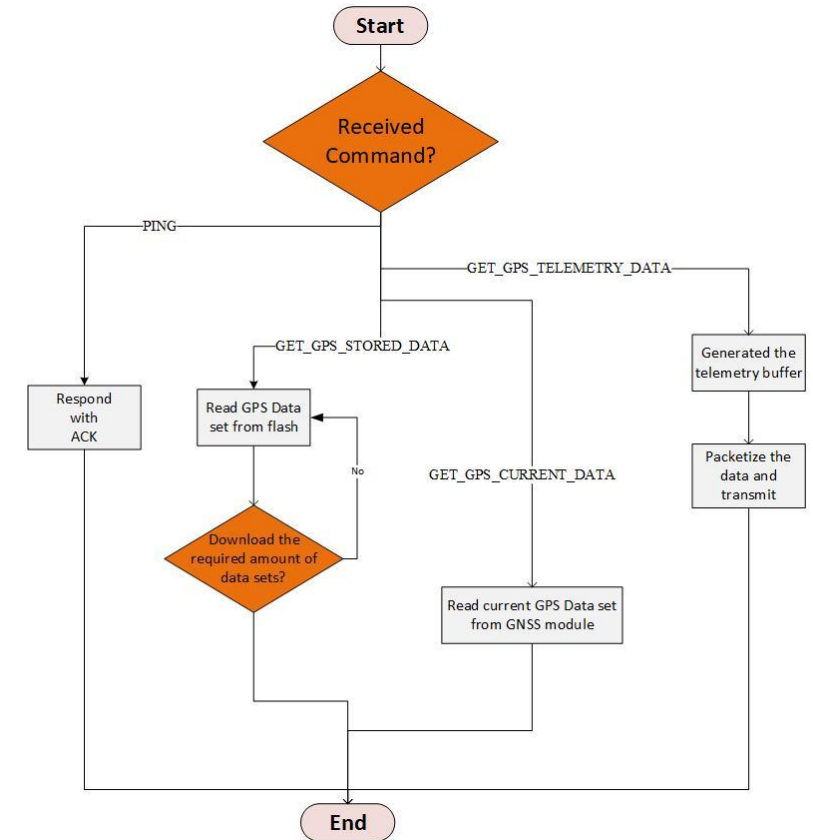 Start
Received
Command?
PING
GET_GPS_TELEMETRY_DATA
GET_GPS_STORED_DATA
Generated the
telemetry buffer
Respond
with
ACK
Read GPS Data
set from flash
No
GET_GPS_CURRENT_DATA
Packetize the
data and
transmit
Download the
required amount of
data sets?
Read current GPS Data set
from GNSS module
End